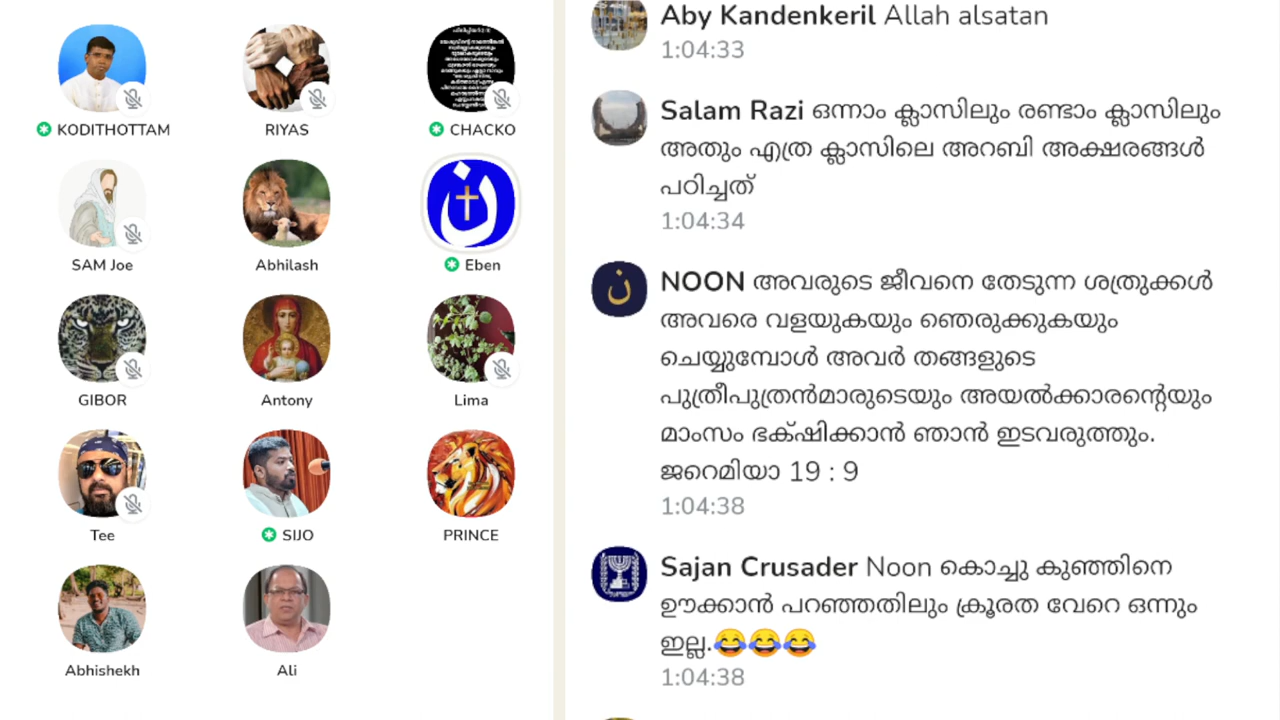 KODITHOTTAM
RIYAS
CHACKO
SAM Joe
Abhilash
Eben
GIBOR
Antony
Lima
Tee
SIJO
PRINCE
Abhishekh
Ali
Aby Kandenkeril Allah alsatan
1:04:33
Salam Razi ഒന്നാം ക്ലാസിലും രണ്ടാം ക്ലാസിലും
അതും എത്ര ക്ലാസിലെ അറബി അക്ഷരങ്ങൾ
പഠിച്ചത്
1:04:34
ن
NOON അവരുടെ ജീവനെ തേടുന്ന ശത്രുക്കൾ
അവരെ വളയുകയും ഞെരുക്കുകയും
ചെയ്യുമ്പോൾ അവർ തങ്ങളുടെ
പുത്രീപുത്രൻമാരുടെയും അയൽക്കാരന്റെയും
മാംസം ഭക്‌ഷിക്കാൻ ഞാൻ ഇടവരുത്തും.
ജറെമിയാ 19 : 9
1:04:38
Sajan Crusader Noon കൊച്ചു കുഞ്ഞിനെ
ഊക്കാൻ പറഞ്ഞതിലും ക്രൂരത വേറെ ഒന്നും
ഇല്ല.😂😂😂
1:04:38